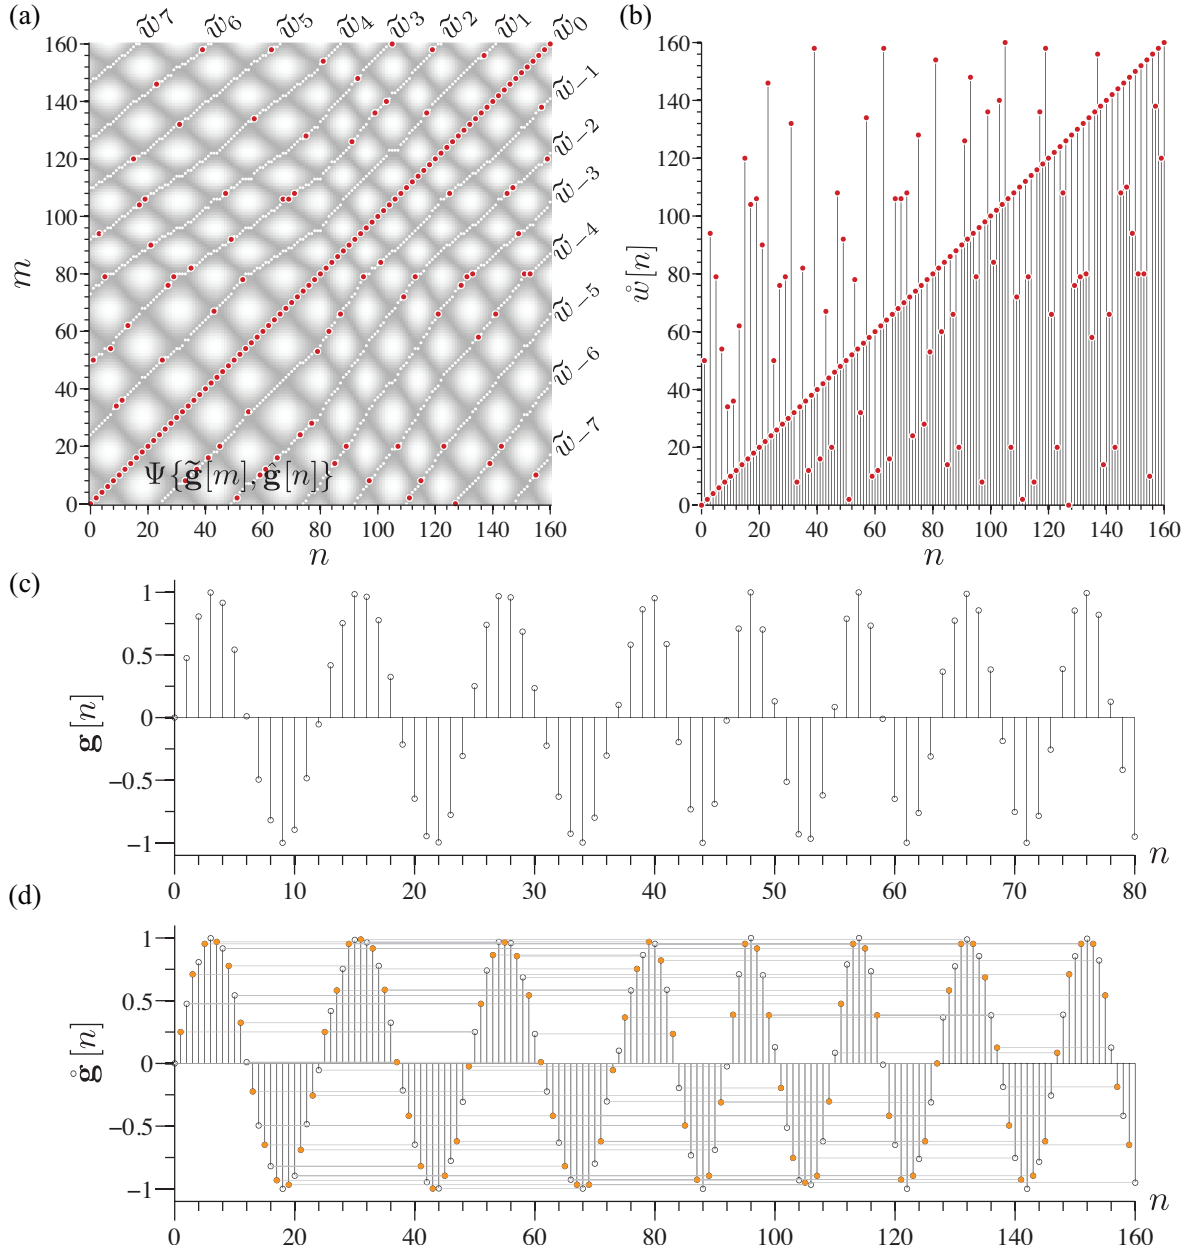 (a)
w̃₇ w̃₆ w̃₅ w̃₄ w̃₃ w̃₂ w̃₁ w̃₀
w̃₋₁
w̃₋₂
w̃₋₃
w̃₋₄
w̃₋₅
w̃₋₆
w̃₋₇
160
140
120
100
80
60
40
20
0
m
Ψ{g̃[m], ĝ[n]}
0 20 40 60 80 100 120 140 160
n
(b)
160
140
120
100
80
60
40
20
0
ẘ[n]
0 20 40 60 80 100 120 140 160
n
(c)
1
0.5
0
−0.5
−1
g[n]
0 10 20 30 40 50 60 70 80
n
(d)
1
0.5
0
−0.5
−1
g̊[n]
0 20 40 60 80 100 120 140 160
n